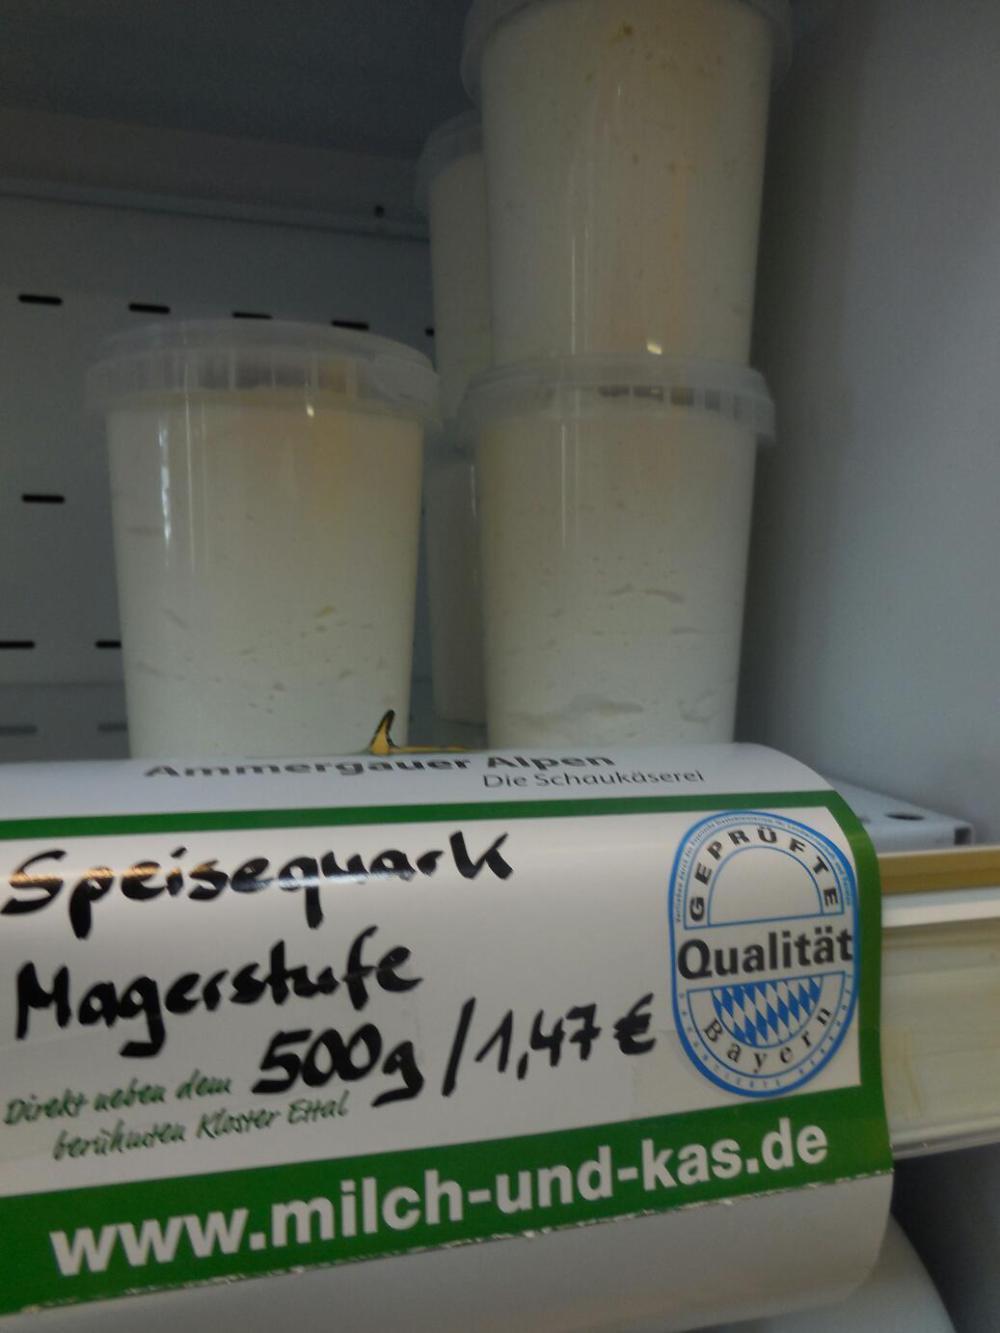 Ammergauer Alpen
Die Schaukäserei
Speisequark
Magerstufe
500g / 1,47 €
Direkt neben dem
berühmten Kloster Ettal
www.milch-und-kas.de
GEPRÜFTE
Qualität
Bayern